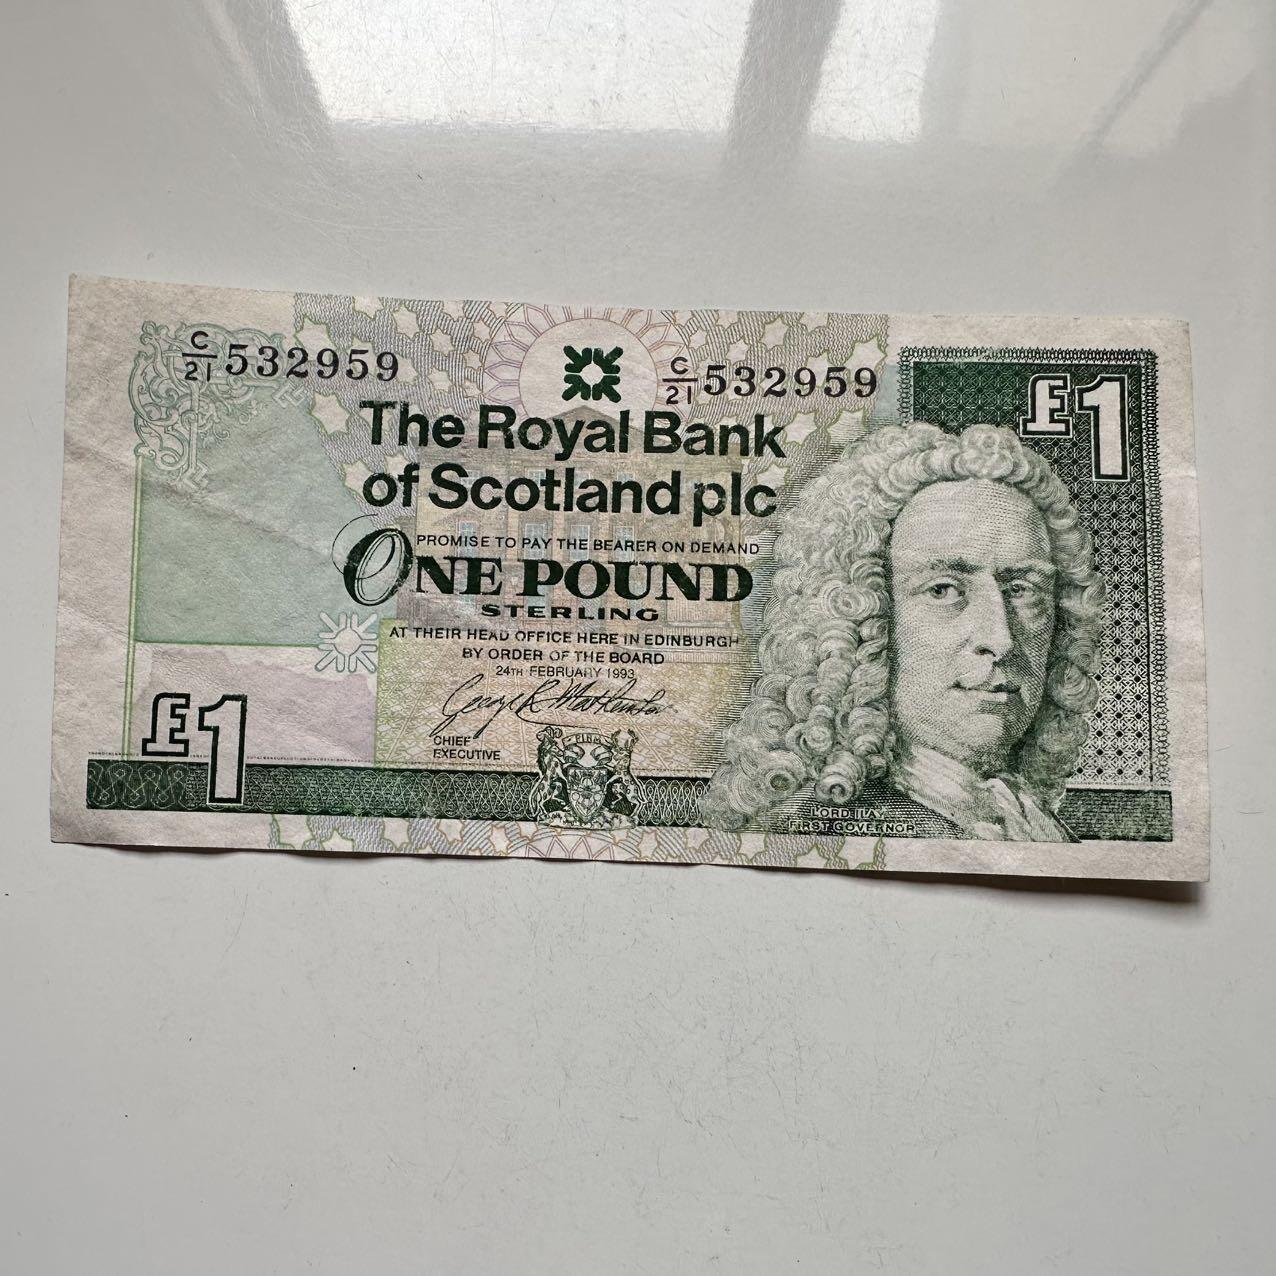 C/21 532959
C/21 532959
The Royal Bank
of Scotland plc
PROMISE TO PAY THE BEARER ON DEMAND
ONE POUND
STERLING
AT THEIR HEAD OFFICE HERE IN EDINBURGH
BY ORDER OF THE BOARD
24TH FEBRUARY 1993
CHIEF
EXECUTIVE
£1
£1
LORD ILAY
FIRST GOVERNOR